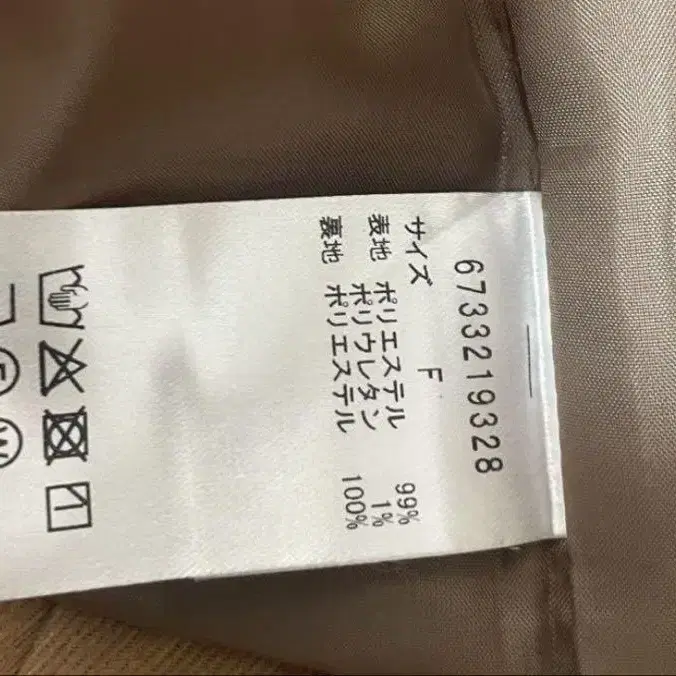 6733219328
サイズ F
表地 ポリエステル 99%
ポリウレタン 1%
裏地 ポリエステル 100%
F
W